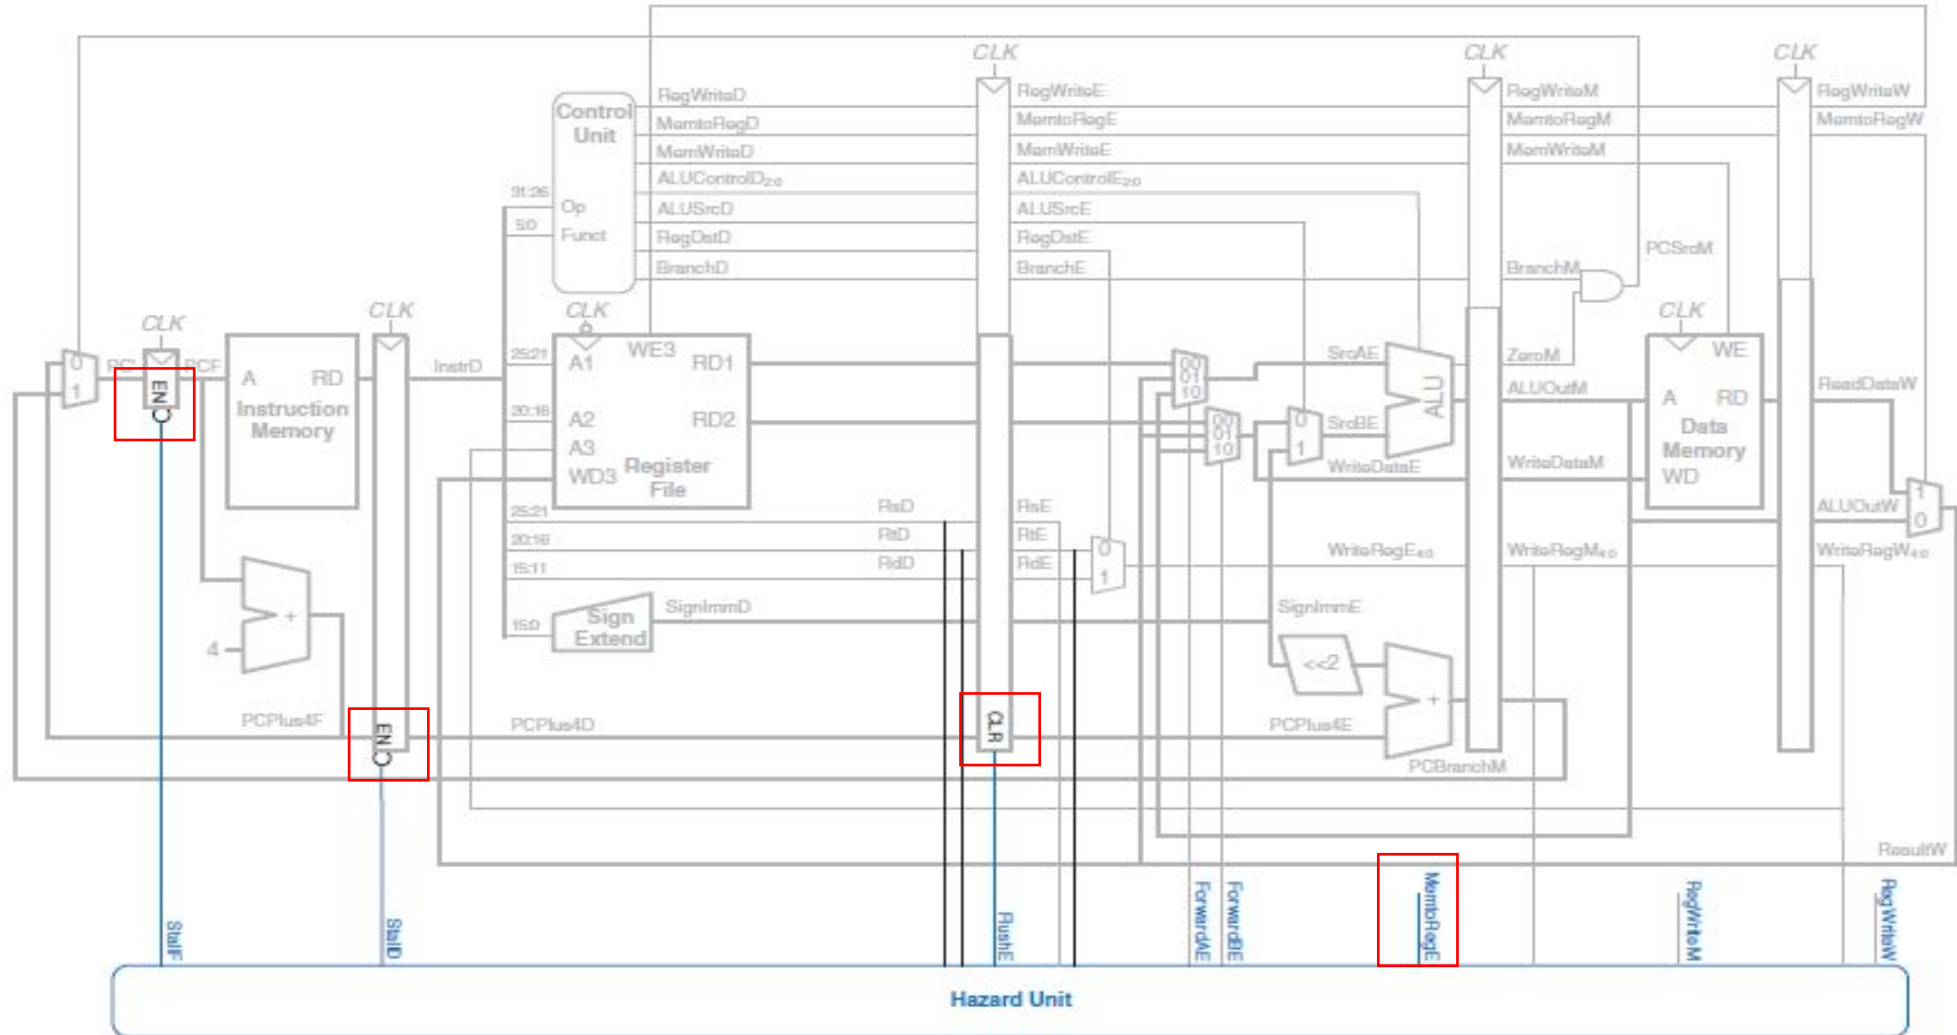 CLK CLK CLK
RegWriteD RegWriteE RegWriteM RegWriteW
Control Unit
MemtoRegD MemtoRegE MemtoRegM MemtoRegW
MemWriteD MemWriteE MemWriteM
ALUControlD2:0 ALUControlE2:0
31:26 Op ALUSrcD ALUSrcE
5:0 Funct RegDstD RegDstE PCSrcM
BranchD BranchE BranchM
CLK CLK CLK CLK
25:21 A1 WE3 RD1 00 01 10 SrcAE ZeroM WE
0 1 PC' EN PCF A RD InstrD ALU ALUOutM A RD ReadDataW
Instruction Memory
20:16 A2 RD2 00 01 10 0 1 SrcBE Data Memory
A3
WD3 Register File WriteDataE WriteDataM WD
1 0
25:21 RsD RsE ALUOutW
20:16 RtD RtE 0 WriteRegE4:0 WriteRegM4:0 WriteRegW4:0
15:11 RdD RdE 1
+ SignImmD SignImmE
15:0 Sign Extend
4 <<2
+
PCPlus4F EN PCPlus4D CLR PCPlus4E
PCBranchM
ResultW
StallF StallD FlushE ForwardAE ForwardBE MemtoRegE RegWriteM RegWriteW
Hazard Unit